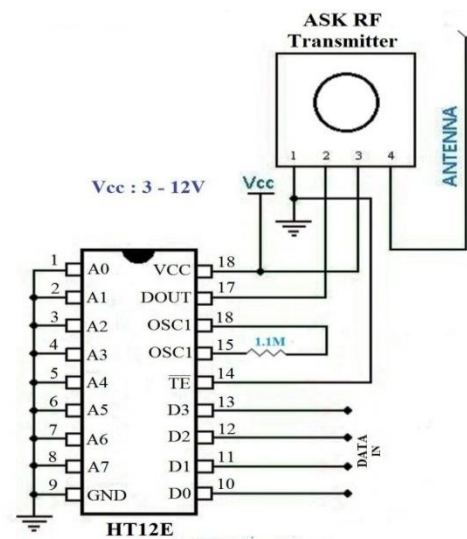 ASK RF
Transmitter
ANTENNA
1 2 3 4
Vcc : 3 - 12V
Vcc
1 A0 VCC 18
2 A1 DOUT 17
3 A2 OSC1 18
1.1M
4 A3 OSC1 15
5 A4 TE 14
6 A5 D3 13
7 A6 D2 12
8 A7 D1 11
9 GND D0 10
DATA
IN
HT12E